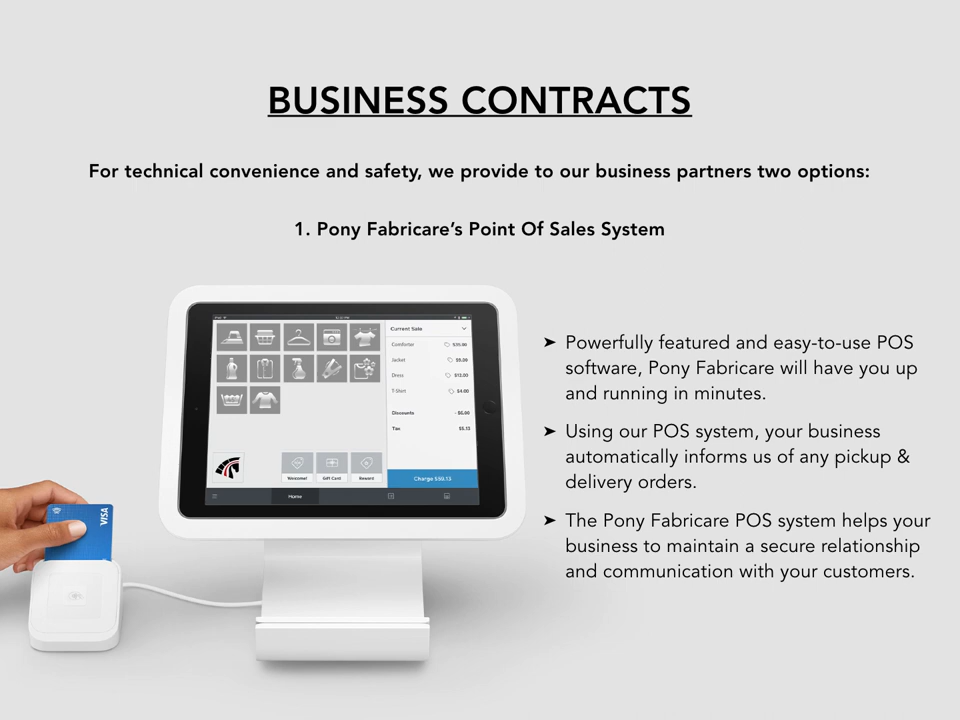 BUSINESS CONTRACTS
For technical convenience and safety, we provide to our business partners two options:
1. Pony Fabricare's Point Of Sales System
➤ Powerfully featured and easy-to-use POS
software, Pony Fabricare will have you up
and running in minutes.
➤ Using our POS system, your business
automatically informs us of any pickup &
delivery orders.
➤ The Pony Fabricare POS system helps your
business to maintain a secure relationship
and communication with your customers.
Current Sale
Comforter $35.00
Jacket $9.00
Dress $12.00
T-Shirt $4.00
Discounts
Tax $5.13
Welcome!
Gift Card
Reward
Charge $59.13
Home
VISA